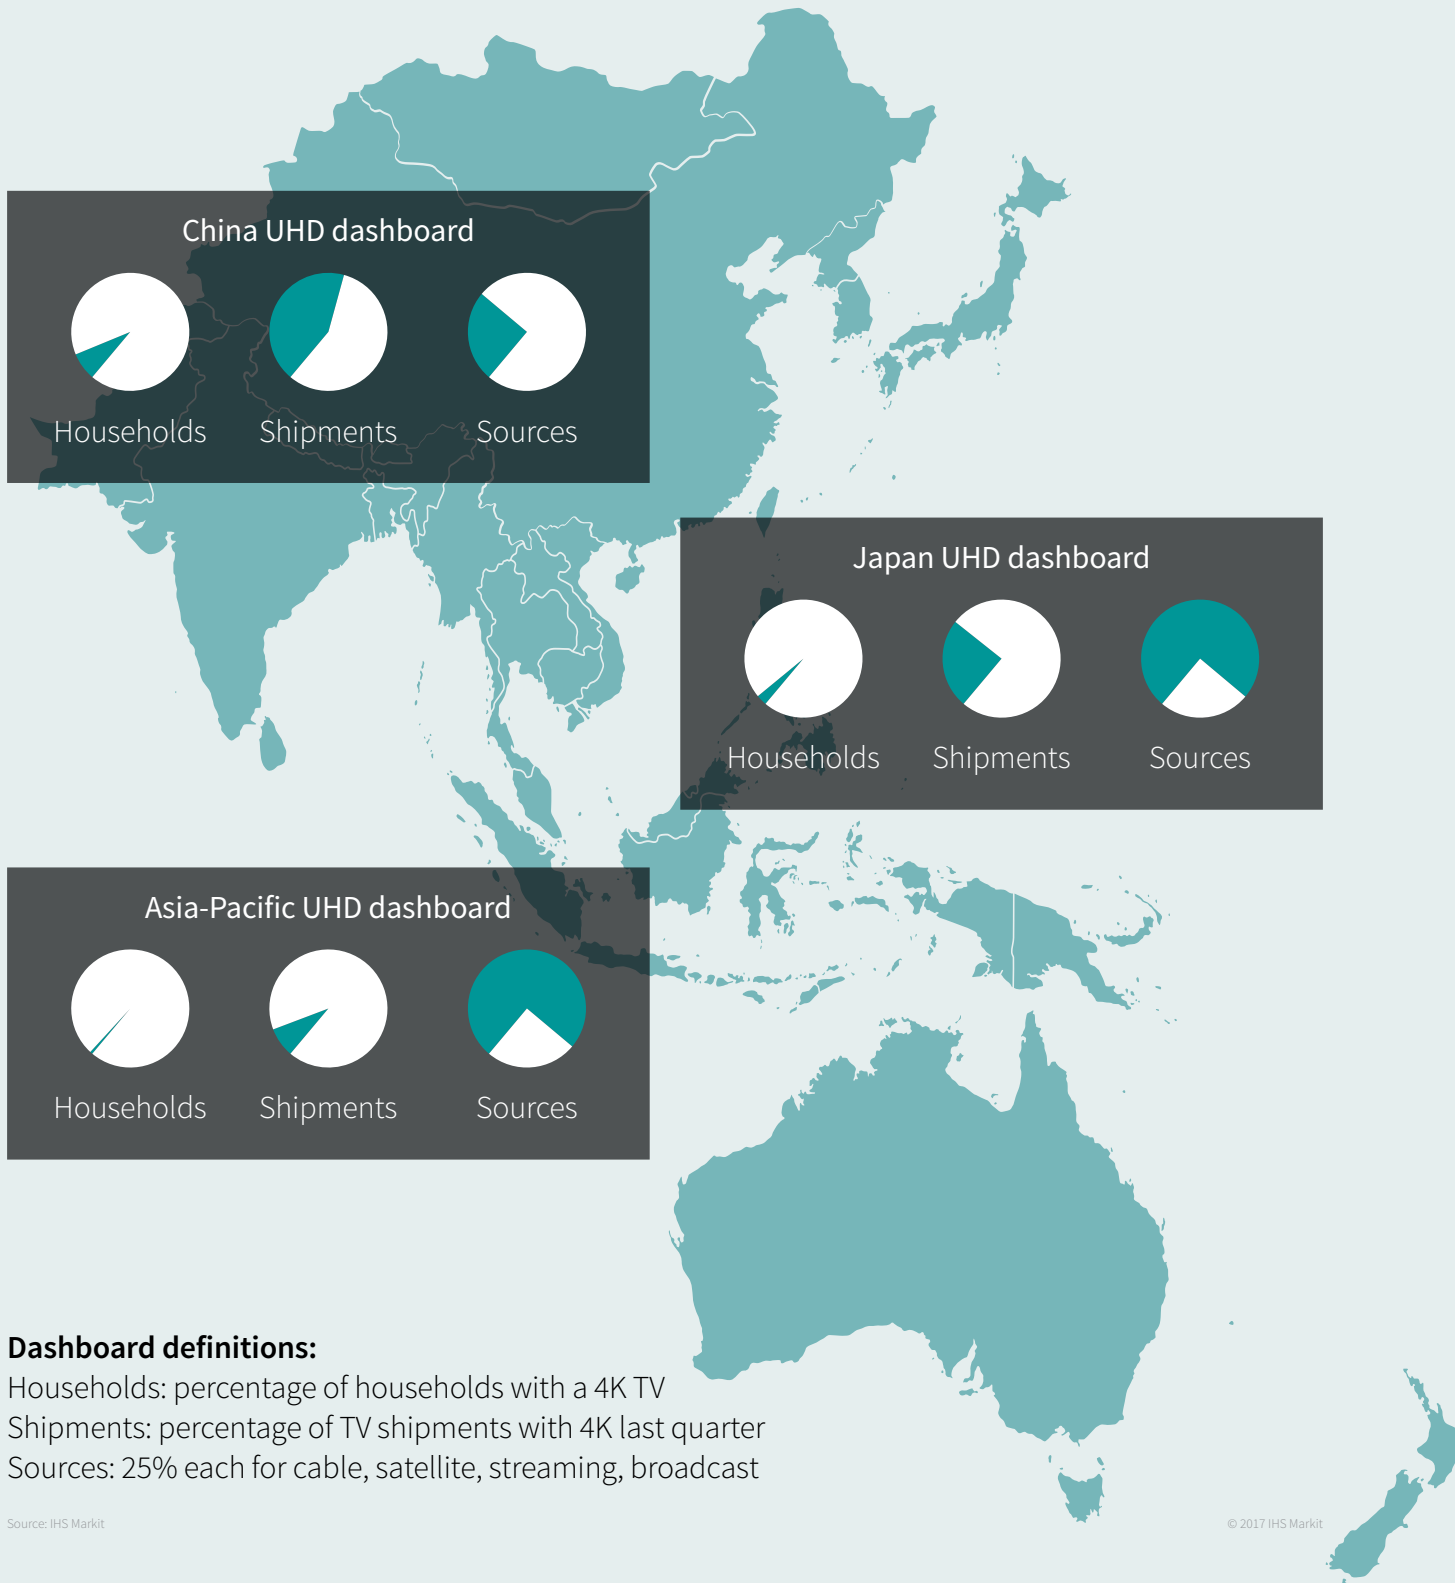 China UHD dashboard
Households
Shipments
Sources
Japan UHD dashboard
Households
Shipments
Sources
Asia-Pacific UHD dashboard
Households
Shipments
Sources
Dashboard definitions:
Households: percentage of households with a 4K TV
Shipments: percentage of TV shipments with 4K last quarter
Sources: 25% each for cable, satellite, streaming, broadcast
Source: IHS Markit
© 2017 IHS Markit